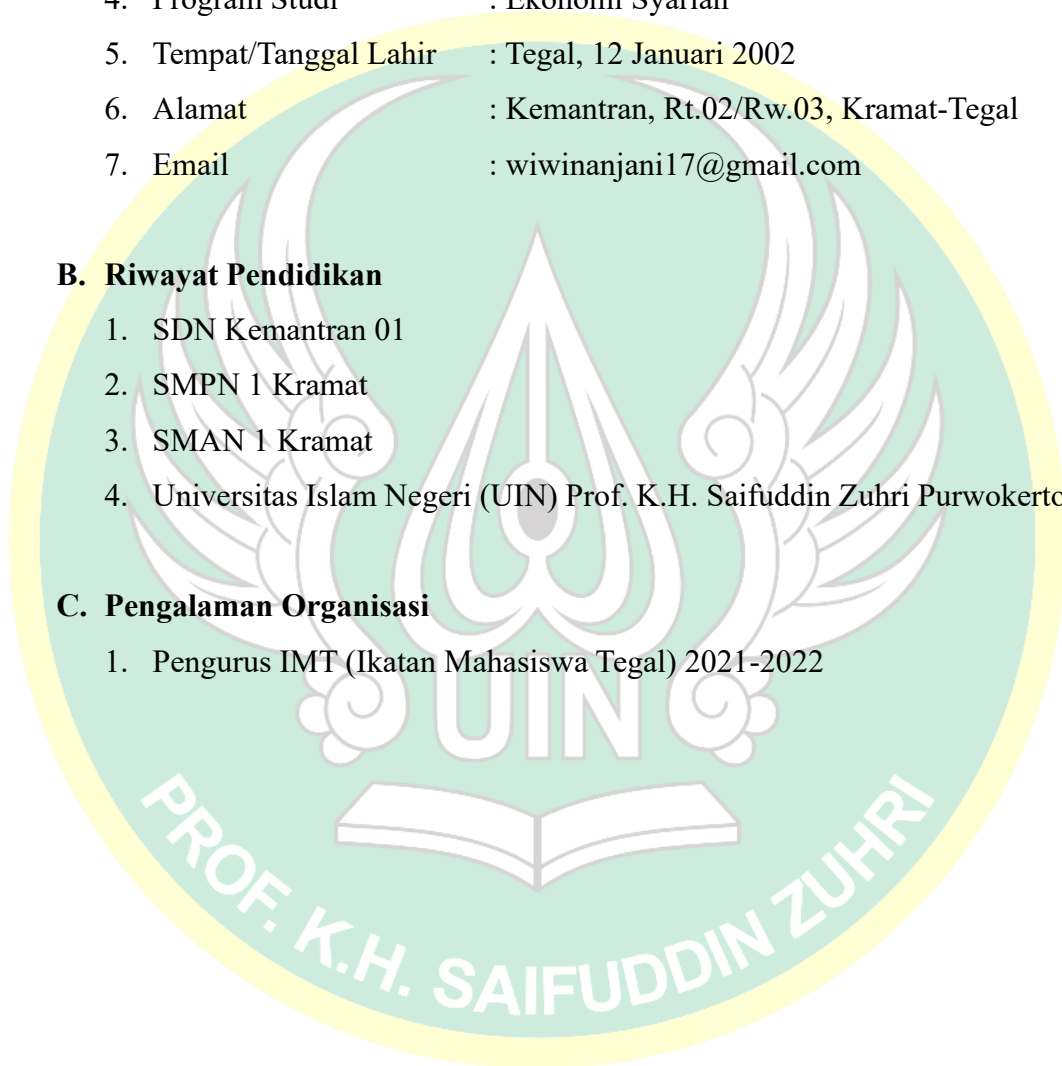 4. Program Studi : Ekonomi Syariah
5. Tempat/Tanggal Lahir : Tegal, 12 Januari 2002
6. Alamat : Kemantran, Rt.02/Rw.03, Kramat-Tegal
7. Email : wiwinanjani17@gmail.com
B. Riwayat Pendidikan
1. SDN Kemantran 01
2. SMPN 1 Kramat
3. SMAN 1 Kramat
4. Universitas Islam Negeri (UIN) Prof. K.H. Saifuddin Zuhri Purwokerto
C. Pengalaman Organisasi
1. Pengurus IMT (Ikatan Mahasiswa Tegal) 2021-2022
UIN
PROF. K.H. SAIFUDDIN ZUHRI